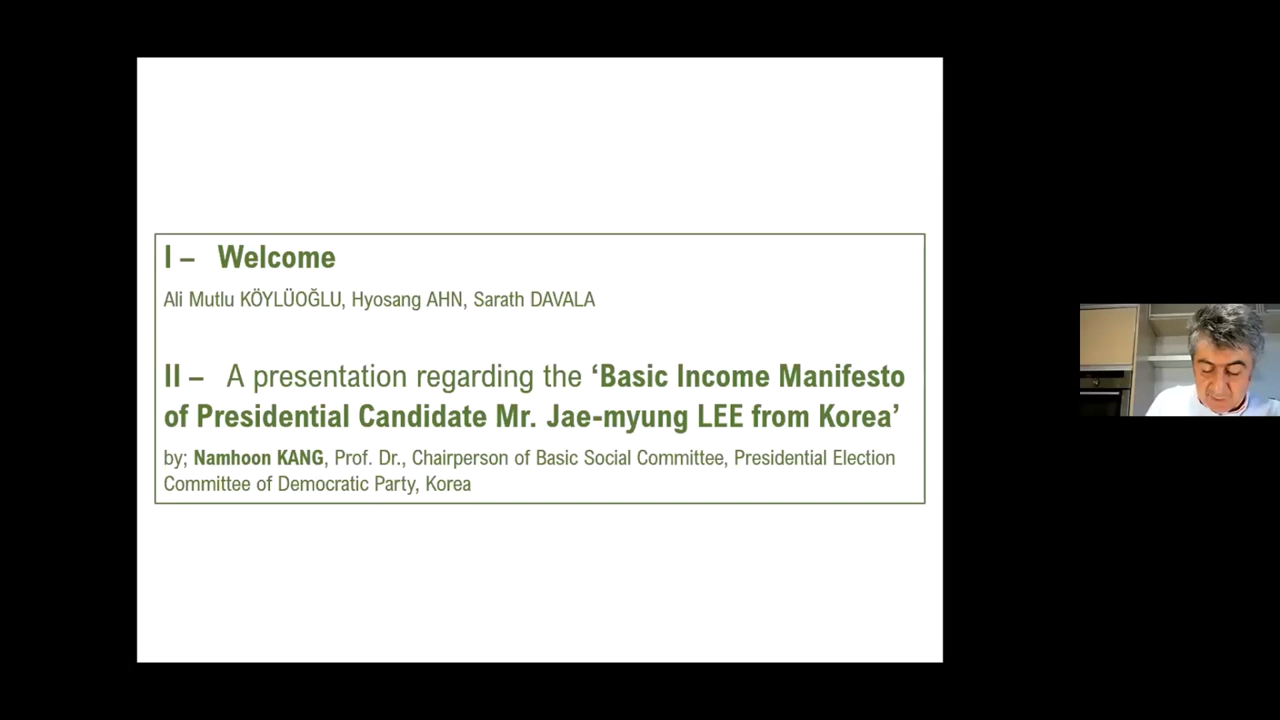 I – Welcome
Ali Mutlu KÖYLÜOĞLU, Hyosang AHN, Sarath DAVALA
II – A presentation regarding the ‘Basic Income Manifesto
of Presidential Candidate Mr. Jae-myung LEE from Korea’
by; Namhoon KANG, Prof. Dr., Chairperson of Basic Social Committee, Presidential Election
Committee of Democratic Party, Korea